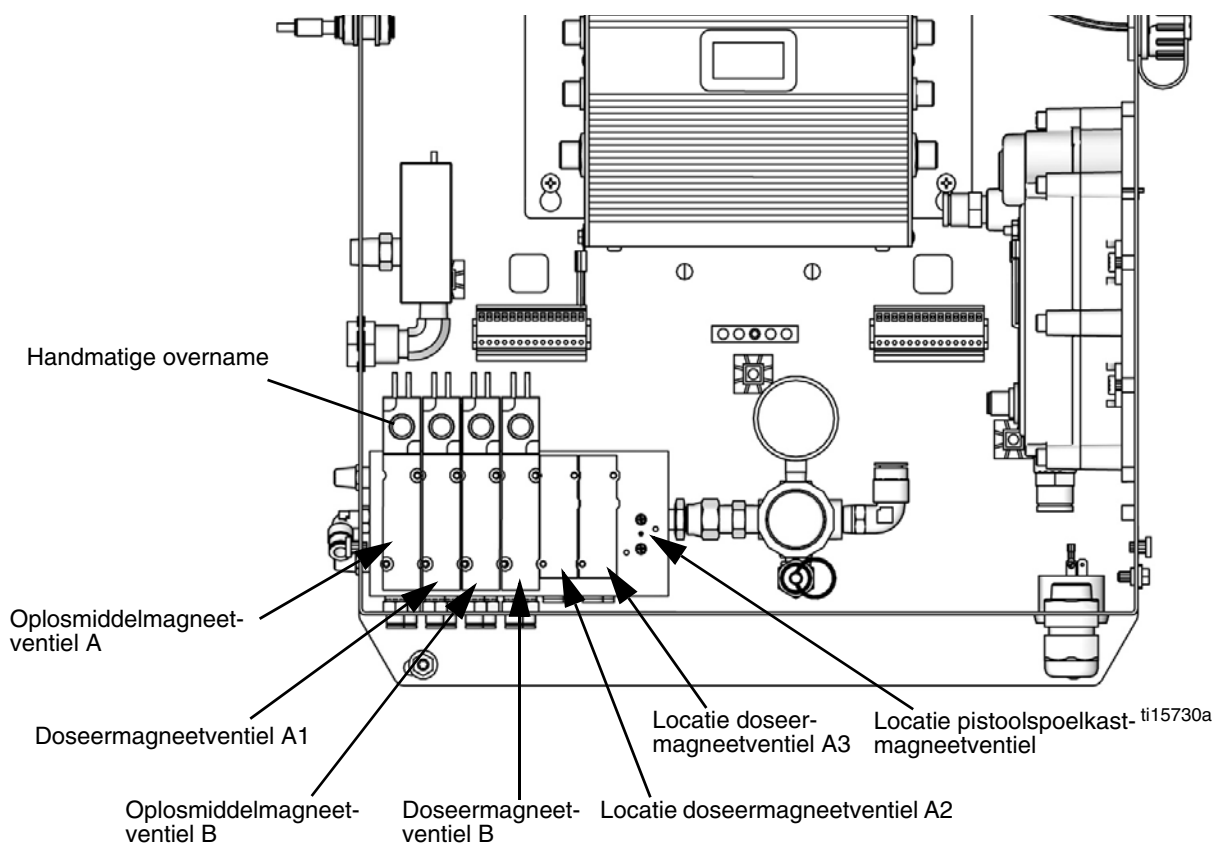 Handmatige overname
Oplosmiddelmagneet-
ventiel A
Doseermagneetventiel A1
Oplosmiddelmagneet-
ventiel B
Doseermagneet-
ventiel B
Locatie doseermagneetventiel A2
Locatie doseer-
magneetventiel A3
Locatie pistoolspoelkast-
magneetventiel
ti15730a